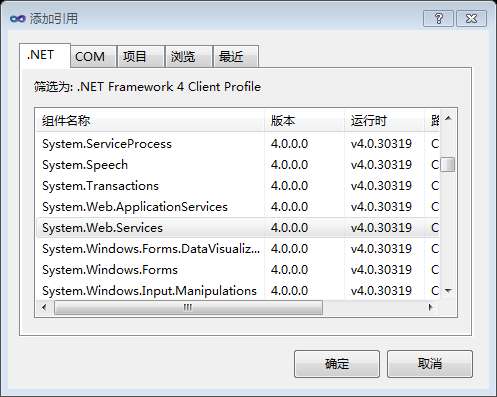 添加引用
.NET COM 项目 浏览 最近
筛选为: .NET Framework 4 Client Profile
组件名称 版本 运行时
System.ServiceProcess 4.0.0.0 v4.0.30319 C
System.Speech 4.0.0.0 v4.0.30319 C
System.Transactions 4.0.0.0 v4.0.30319 C
System.Web.ApplicationServices 4.0.0.0 v4.0.30319 C
System.Web.Services 4.0.0.0 v4.0.30319 C
System.Windows.Forms.DataVisualiz... 4.0.0.0 v4.0.30319 C
System.Windows.Forms 4.0.0.0 v4.0.30319 C
System.Windows.Input.Manipulations 4.0.0.0 v4.0.30319 C
确定 取消